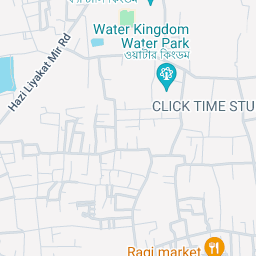 Water Kingdom
Water Park
ওয়াটার কিংডম
CLICK TIME STU
Hazi Liyakat Mir Rd
Ragi market